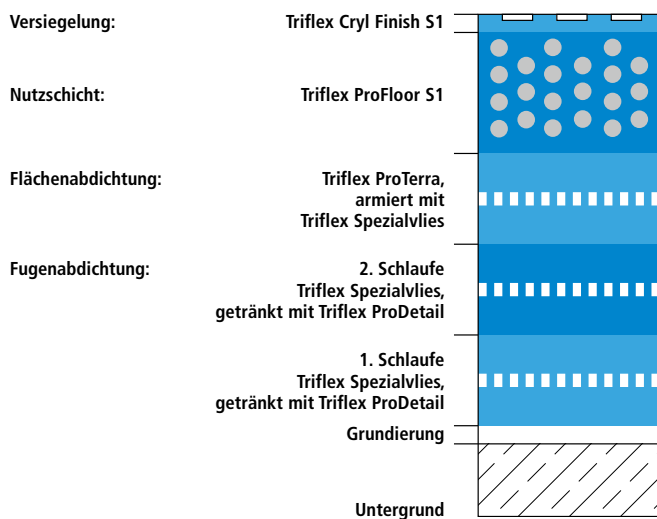 Versiegelung: Triflex Cryl Finish S1
Nutzschicht: Triflex ProFloor S1
Flächenabdichtung: Triflex ProTerra,
armiert mit
Triflex Spezialvlies
Fugenabdichtung: 2. Schlaufe
Triflex Spezialvlies,
getränkt mit Triflex ProDetail
1. Schlaufe
Triflex Spezialvlies,
getränkt mit Triflex ProDetail
Grundierung
Untergrund